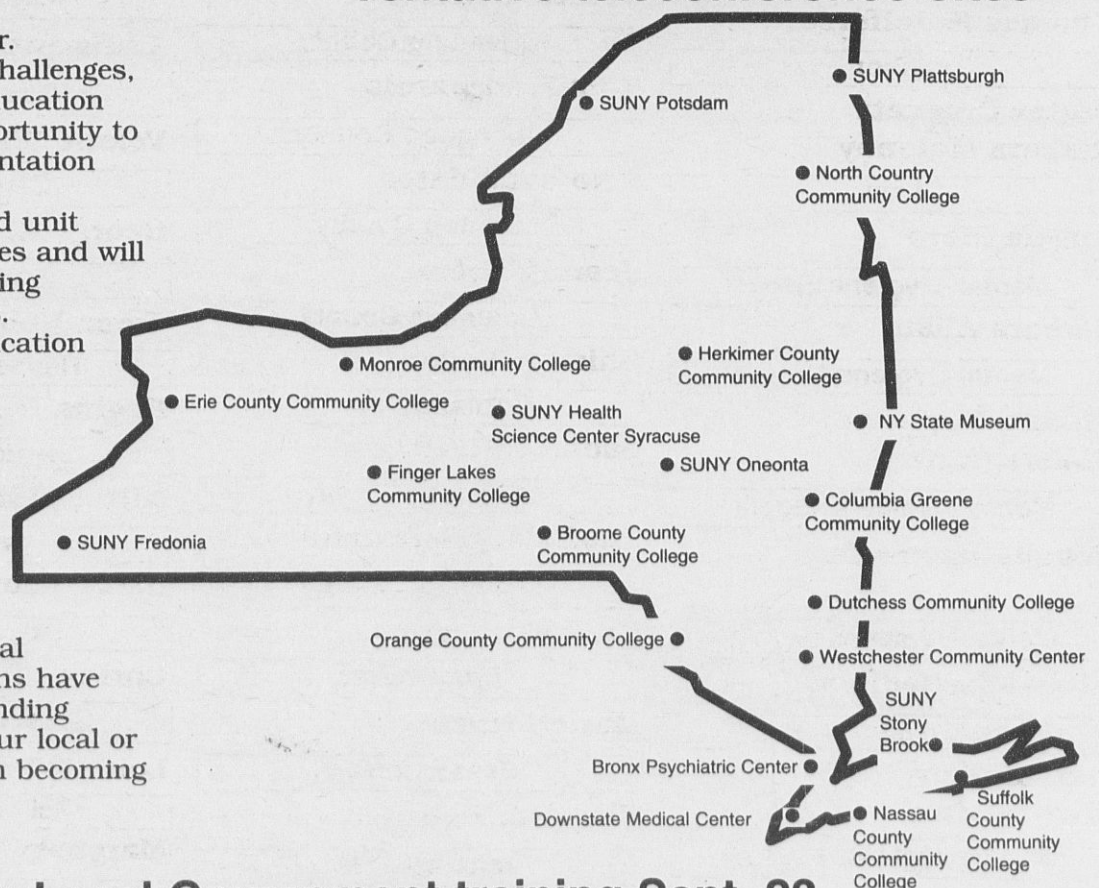 r.
hallenges,
ucation
ortunity to
entation
d unit
es and will
ing
.
ication
al
ns have
nding
ur local or
n becoming
SUNY Plattsburgh
SUNY Potsdam
North Country
Community College
Monroe Community College
Herkimer County
Community College
Erie County Community College
SUNY Health
Science Center Syracuse
NY State Museum
SUNY Oneonta
Finger Lakes
Community College
Columbia Greene
Community College
Broome County
Community College
SUNY Fredonia
Dutchess Community College
Orange County Community College
Westchester Community Center
SUNY
Stony
Brook
Bronx Psychiatric Center
Suffolk
County
Community
College
Downstate Medical Center
Nassau
County
Community
College